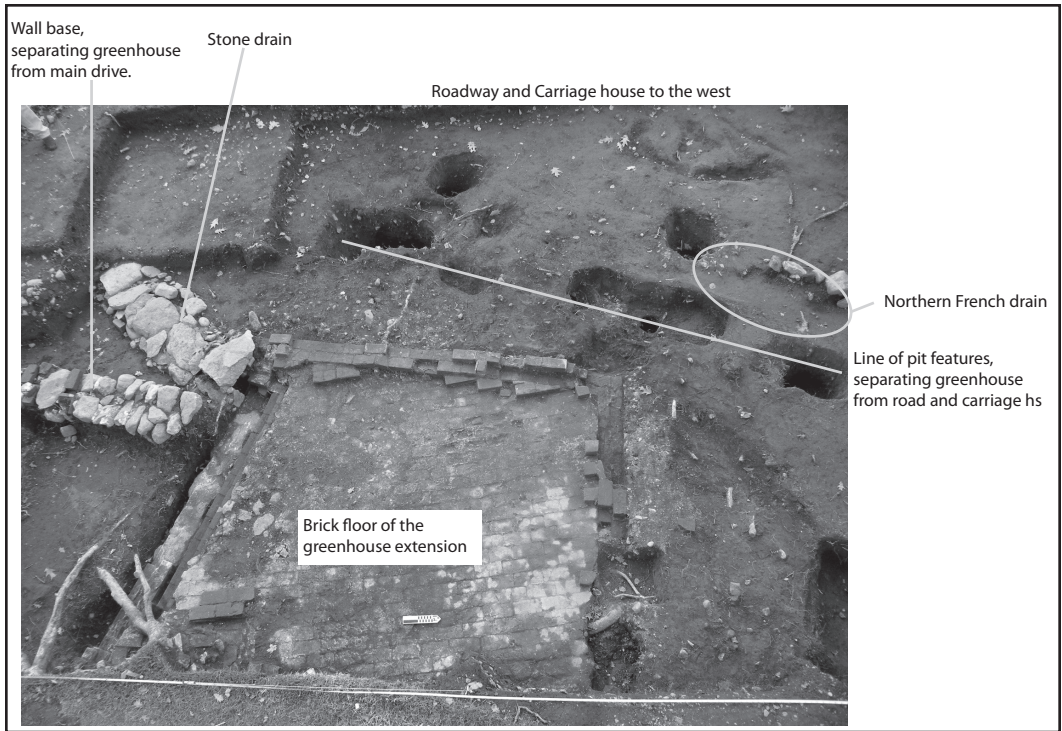 Wall base,
separating greenhouse
from main drive.
Stone drain
Roadway and Carriage house to the west
Northern French drain
Line of pit features,
separating greenhouse
from road and carriage hs
Brick floor of the
greenhouse extension